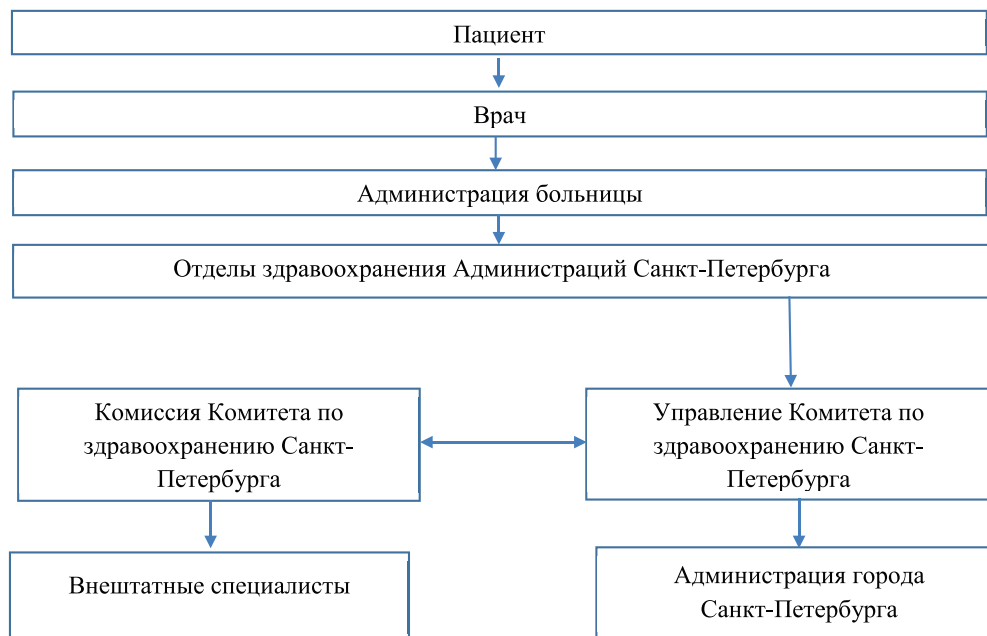 Пациент
Врач
Администрация больницы
Отделы здравоохранения Администраций Санкт-Петербурга
Комиссия Комитета по
здравоохранению Санкт-
Петербурга
Управление Комитета по
здравоохранению Санкт-
Петербурга
Внештатные специалисты
Администрация города
Санкт-Петербурга